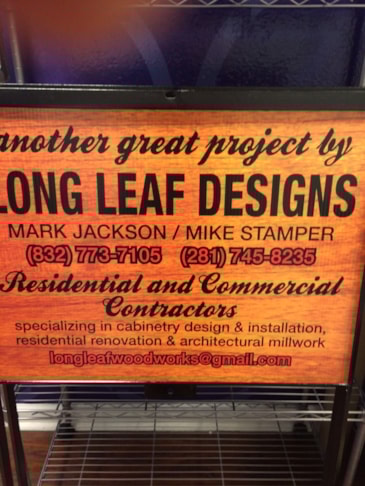 another great project by
LONG LEAF DESIGNS
MARK JACKSON / MIKE STAMPER
(832) 773-7105 (281) 745-8235
Residential and Commercial
Contractors
specializing in cabinetry design & installation,
residential renovation & architectural millwork
longleafwoodworks@gmail.com